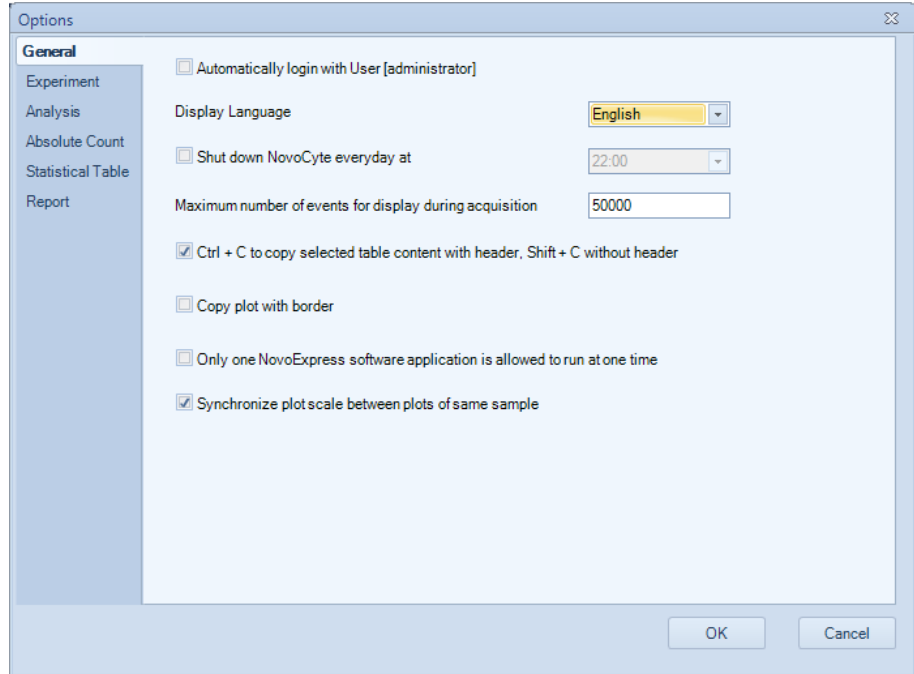 Options
General
Experiment
Analysis
Absolute Count
Statistical Table
Report
Automatically login with User [administrator]
Display Language
English
Shut down NovoCyte everyday at
22:00
Maximum number of events for display during acquisition
50000
Ctrl + C to copy selected table content with header, Shift + C without header
Copy plot with border
Only one NovoExpress software application is allowed to run at one time
Synchronize plot scale between plots of same sample
OK
Cancel